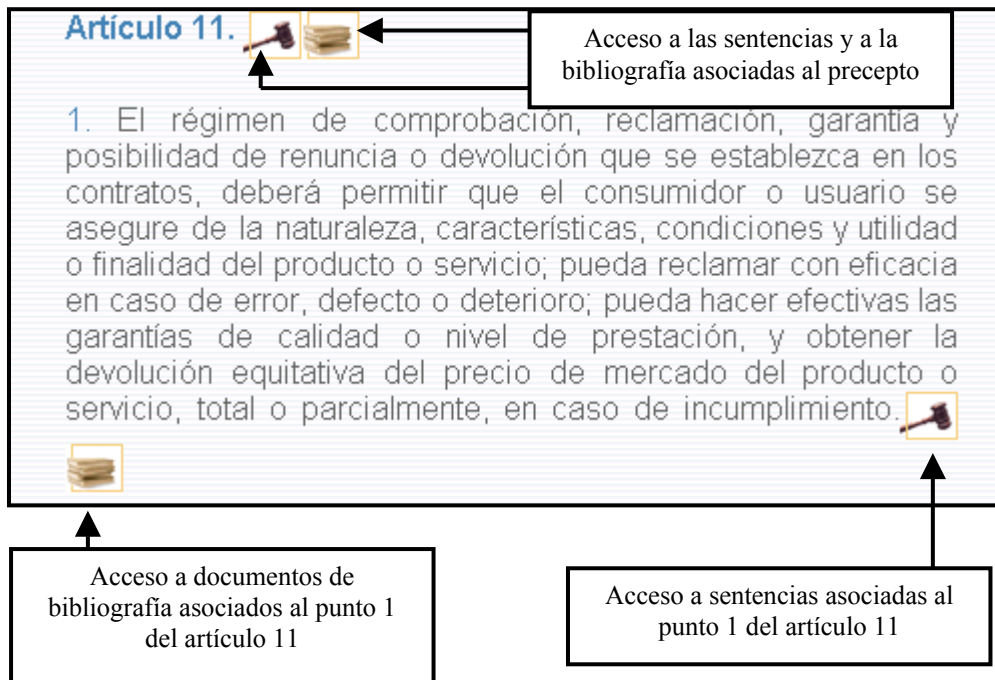 Artículo 11.
Acceso a las sentencias y a la
bibliografía asociadas al precepto
1. El régimen de comprobación, reclamación, garantía y
posibilidad de renuncia o devolución que se establezca en los
contratos, deberá permitir que el consumidor o usuario se
asegure de la naturaleza, características, condiciones y utilidad
o finalidad del producto o servicio; pueda reclamar con eficacia
en caso de error, defecto o deterioro; pueda hacer efectivas las
garantías de calidad o nivel de prestación, y obtener la
devolución equitativa del precio de mercado del producto o
servicio, total o parcialmente, en caso de incumplimiento.
Acceso a documentos de
bibliografía asociados al punto 1
del artículo 11
Acceso a sentencias asociadas al
punto 1 del artículo 11